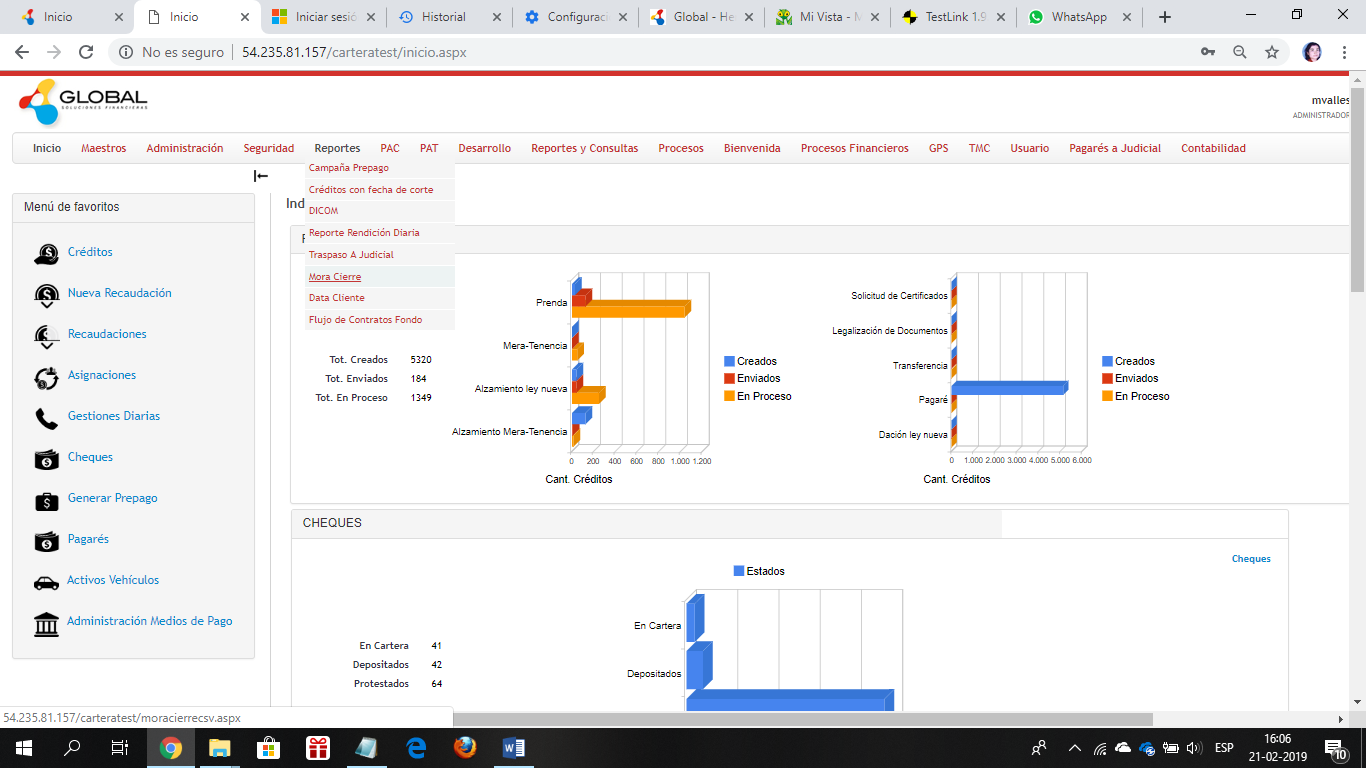 Inicio
Inicio
Iniciar sesió
Historial
Configuraci
Global - He
Mi Vista - M
TestLink 1.9
WhatsApp
No es seguro
54.235.81.157/carteratest/inicio.aspx
GLOBAL
SOLUCIONES FINANCIERAS
mvalles
ADMINISTRADOR
Inicio
Maestros
Administración
Seguridad
Reportes
PAC
PAT
Desarrollo
Reportes y Consultas
Procesos
Bienvenida
Procesos Financieros
GPS
TMC
Usuario
Pagarés a Judicial
Contabilidad
Campaña Prepago
Créditos con fecha de corte
DICOM
Reporte Rendición Diaria
Traspaso A Judicial
Mora Cierre
Data Cliente
Flujo de Contratos Fondo
Menú de favoritos
Créditos
Nueva Recaudación
Recaudaciones
Asignaciones
Gestiones Diarias
Cheques
Generar Prepago
Pagarés
Activos Vehículos
Administración Medios de Pago
Ind
Tot. Creados 5320
Tot. Enviados 184
Tot. En Proceso 1349
Prenda
Mera-Tenencia
Alzamiento ley nueva
Alzamiento Mera-Tenencia
0 200 400 600 800 1.000 1.200
Cant. Créditos
Creados
Enviados
En Proceso
Solicitud de Certificados
Legalización de Documentos
Transferencia
Pagaré
Dación ley nueva
0 1.000 2.000 3.000 4.000 5.000 6.000
Cant. Créditos
Creados
Enviados
En Proceso
CHEQUES
Cheques
Estados
En Cartera 41
Depositados 42
Protestados 64
En Cartera
Depositados
54.235.81.157/carteratest/moracierrecsv.aspx
ESP
16:06
21-02-2019
10